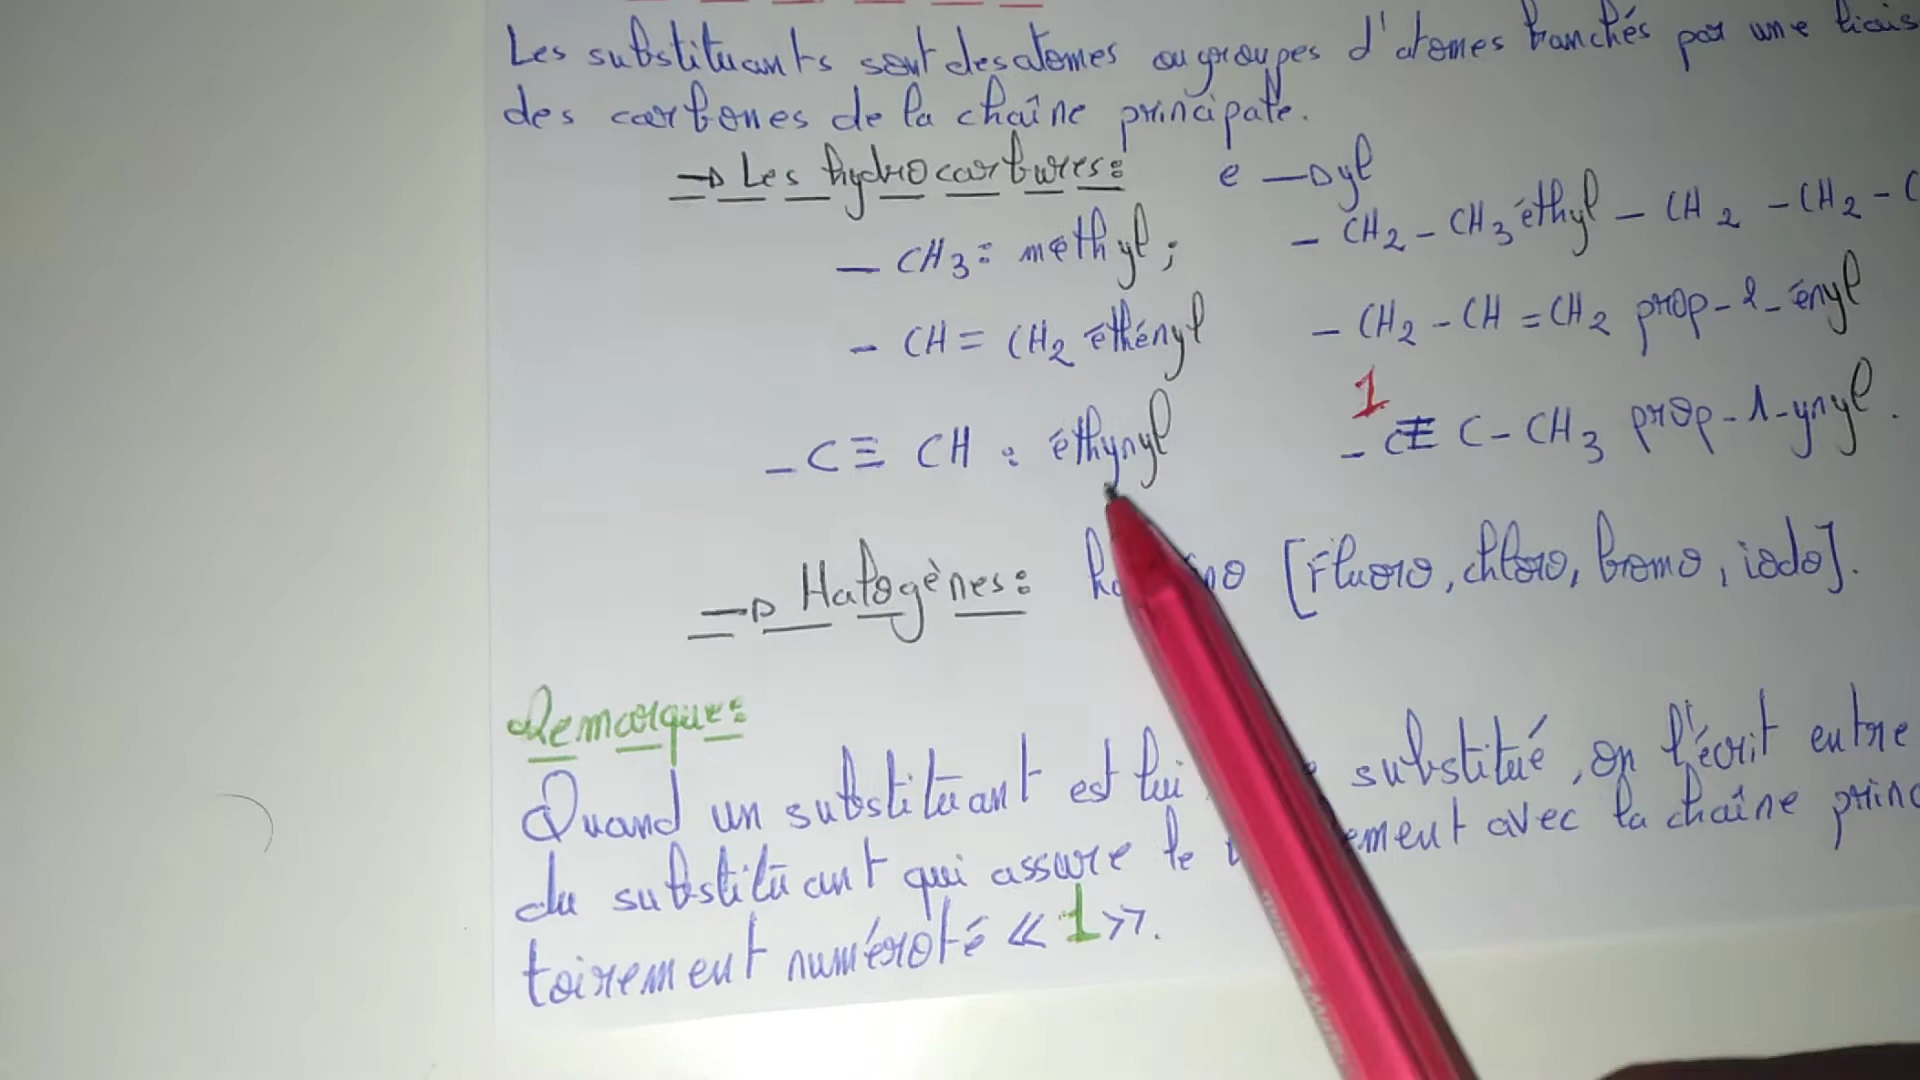 Les substituants sont des atomes ou groupes d'atomes branchés par une liais
des carbones de la chaîne principale.
→ Les hydrocarbures: e → yl
- CH3: méthyl; - CH2 - CH3 éthyl - CH2 - CH2 - C
- CH = CH2 éthényl - CH2 - CH = CH2 prop-2-ényl
1
- C ≡ CH : éthynyl - C ≡ C - CH3 prop-1-ynyl.
→ Halogènes: [Fluoro, chloro, bromo, iodo].
Remarque:
Quand un substituant est lui substitué, on l'écrit entre
du substituant qui assure le ement avec la chaîne princ
toirement numéroté « 1 ».